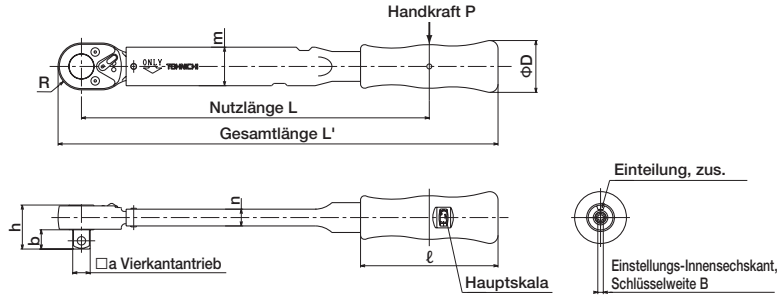 Handkraft P
m
ΦD
ONLY
TOHNICHI
R
Nutzlänge L
Gesamtlänge L'
Einteilung, zus.
n
h
b
□a Vierkantantrieb
ℓ
Hauptskala
Einstellungs-Innensechskant,
Schlüsselweite B